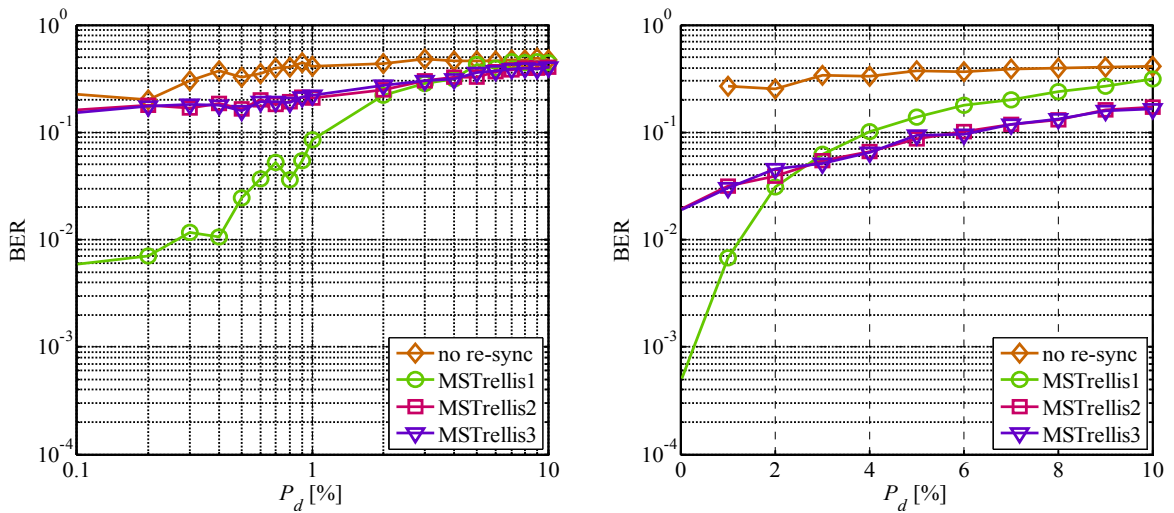 BER
10^0
10^-1
10^-2
10^-3
10^-4
0.1
1
10
P_d [%]
no re-sync
MSTrellis1
MSTrellis2
MSTrellis3
BER
10^0
10^-1
10^-2
10^-3
10^-4
0
2
4
6
8
10
P_d [%]
no re-sync
MSTrellis1
MSTrellis2
MSTrellis3